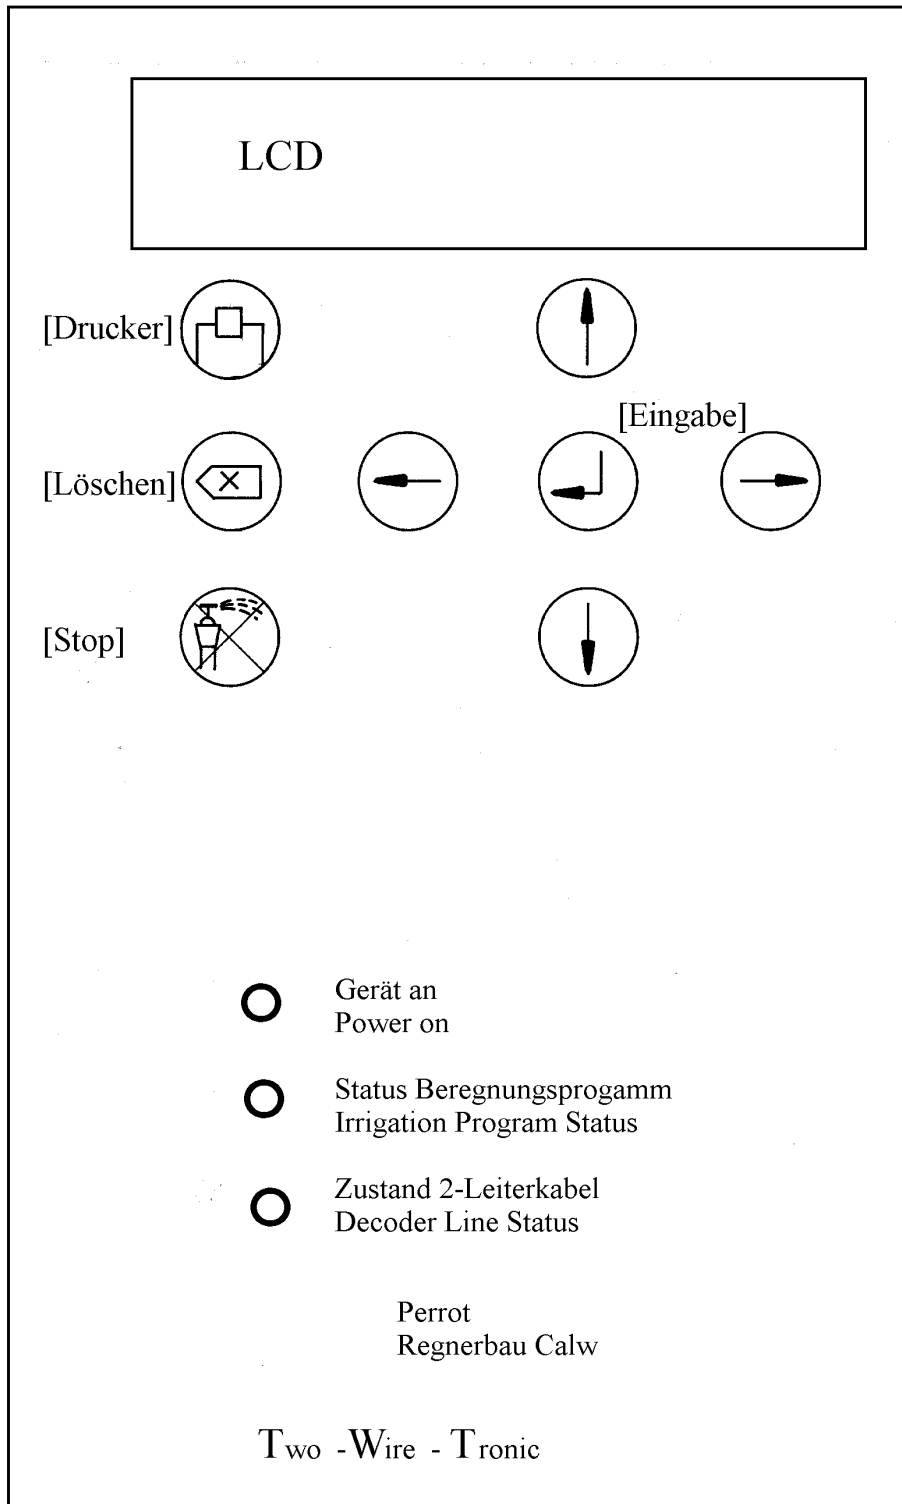 LCD
[Drucker]
[Eingabe]
[Löschen]
[Stop]
Gerät an
Power on
Status Beregnungsprogamm
Irrigation Program Status
Zustand 2-Leiterkabel
Decoder Line Status
Perrot
Regnerbau Calw
Two -Wire - Tronic